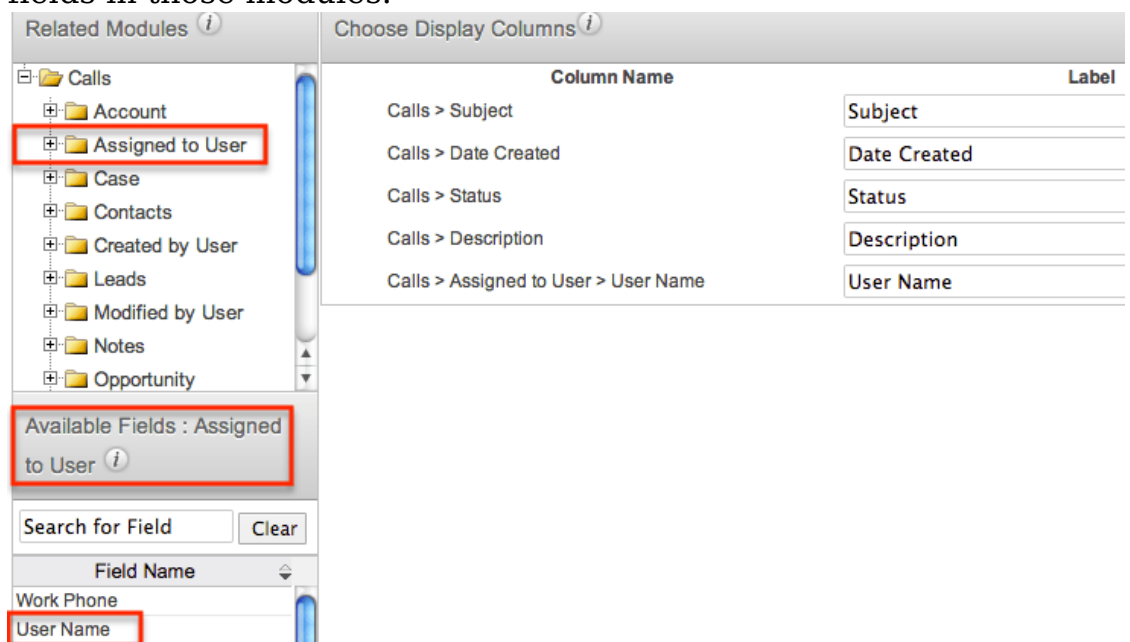 fields in those modules.
Related Modules i
Choose Display Columns i
Calls
Account
Assigned to User
Case
Contacts
Created by User
Leads
Modified by User
Notes
Opportunity
Column Name Label
Calls > Subject Subject
Calls > Date Created Date Created
Calls > Status Status
Calls > Description Description
Calls > Assigned to User > User Name User Name
Available Fields : Assigned
to User i
Search for Field Clear
Field Name
Work Phone
User Name